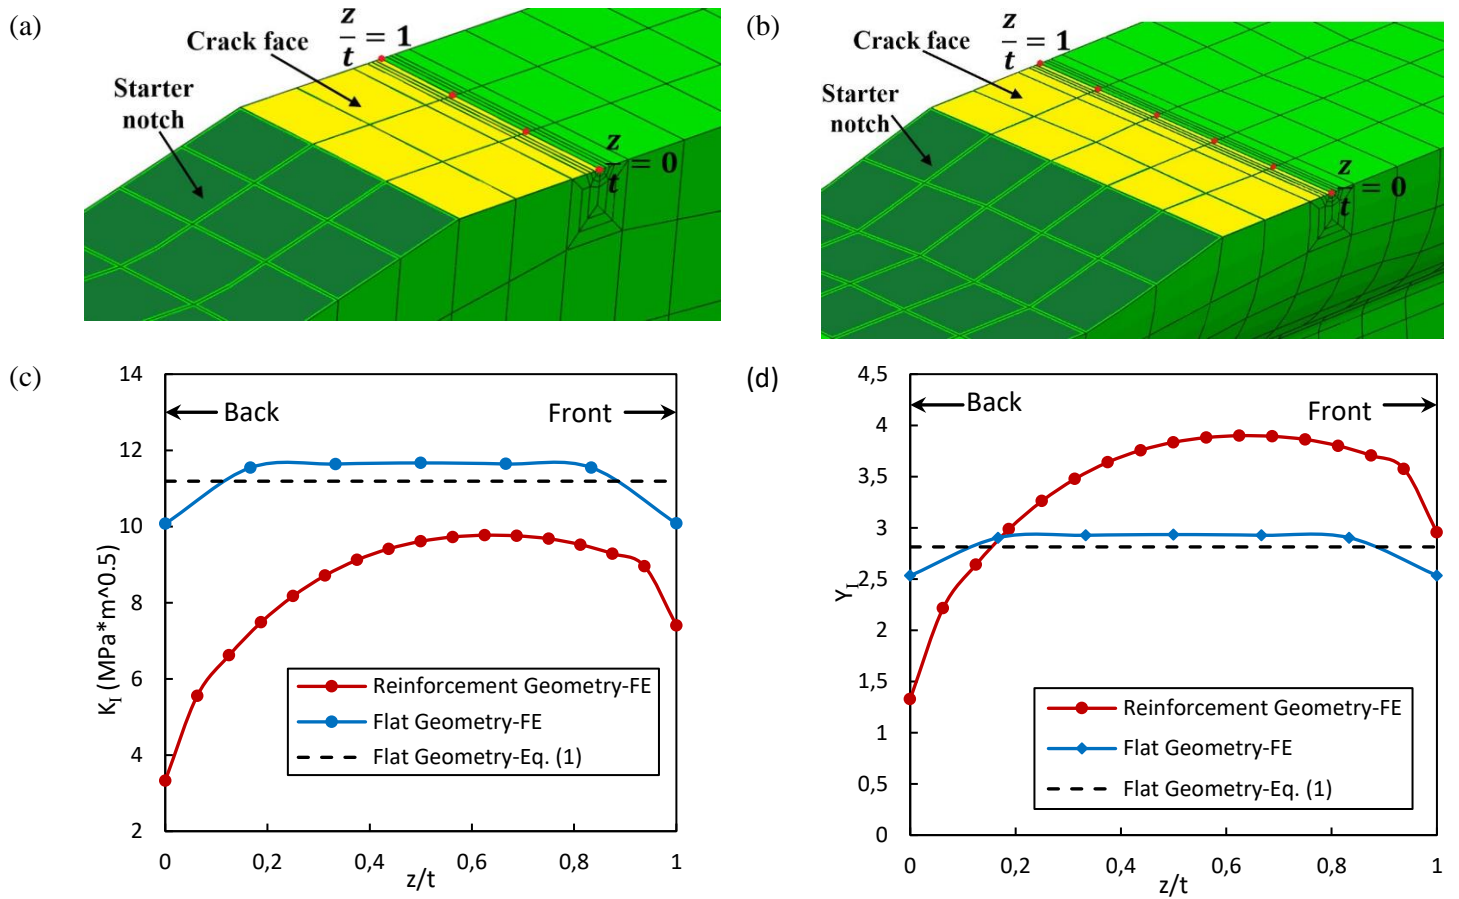 (a)
Crack face
z/t = 1
Starter
notch
z/t = 0
(b)
Crack face
z/t = 1
Starter
notch
z/t = 0
(c)
14
12
10
8
6
4
2
K_I (MPa*m^0.5)
Back
Front
Reinforcement Geometry-FE
Flat Geometry-FE
Flat Geometry-Eq. (1)
0
0,2
0,4
0,6
0,8
1
z/t
(d)
4,5
4
3,5
3
2,5
2
1,5
1
0,5
0
Y_I
Back
Front
Reinforcement Geometry-FE
Flat Geometry-FE
Flat Geometry-Eq. (1)
0
0,2
0,4
0,6
0,8
1
z/t